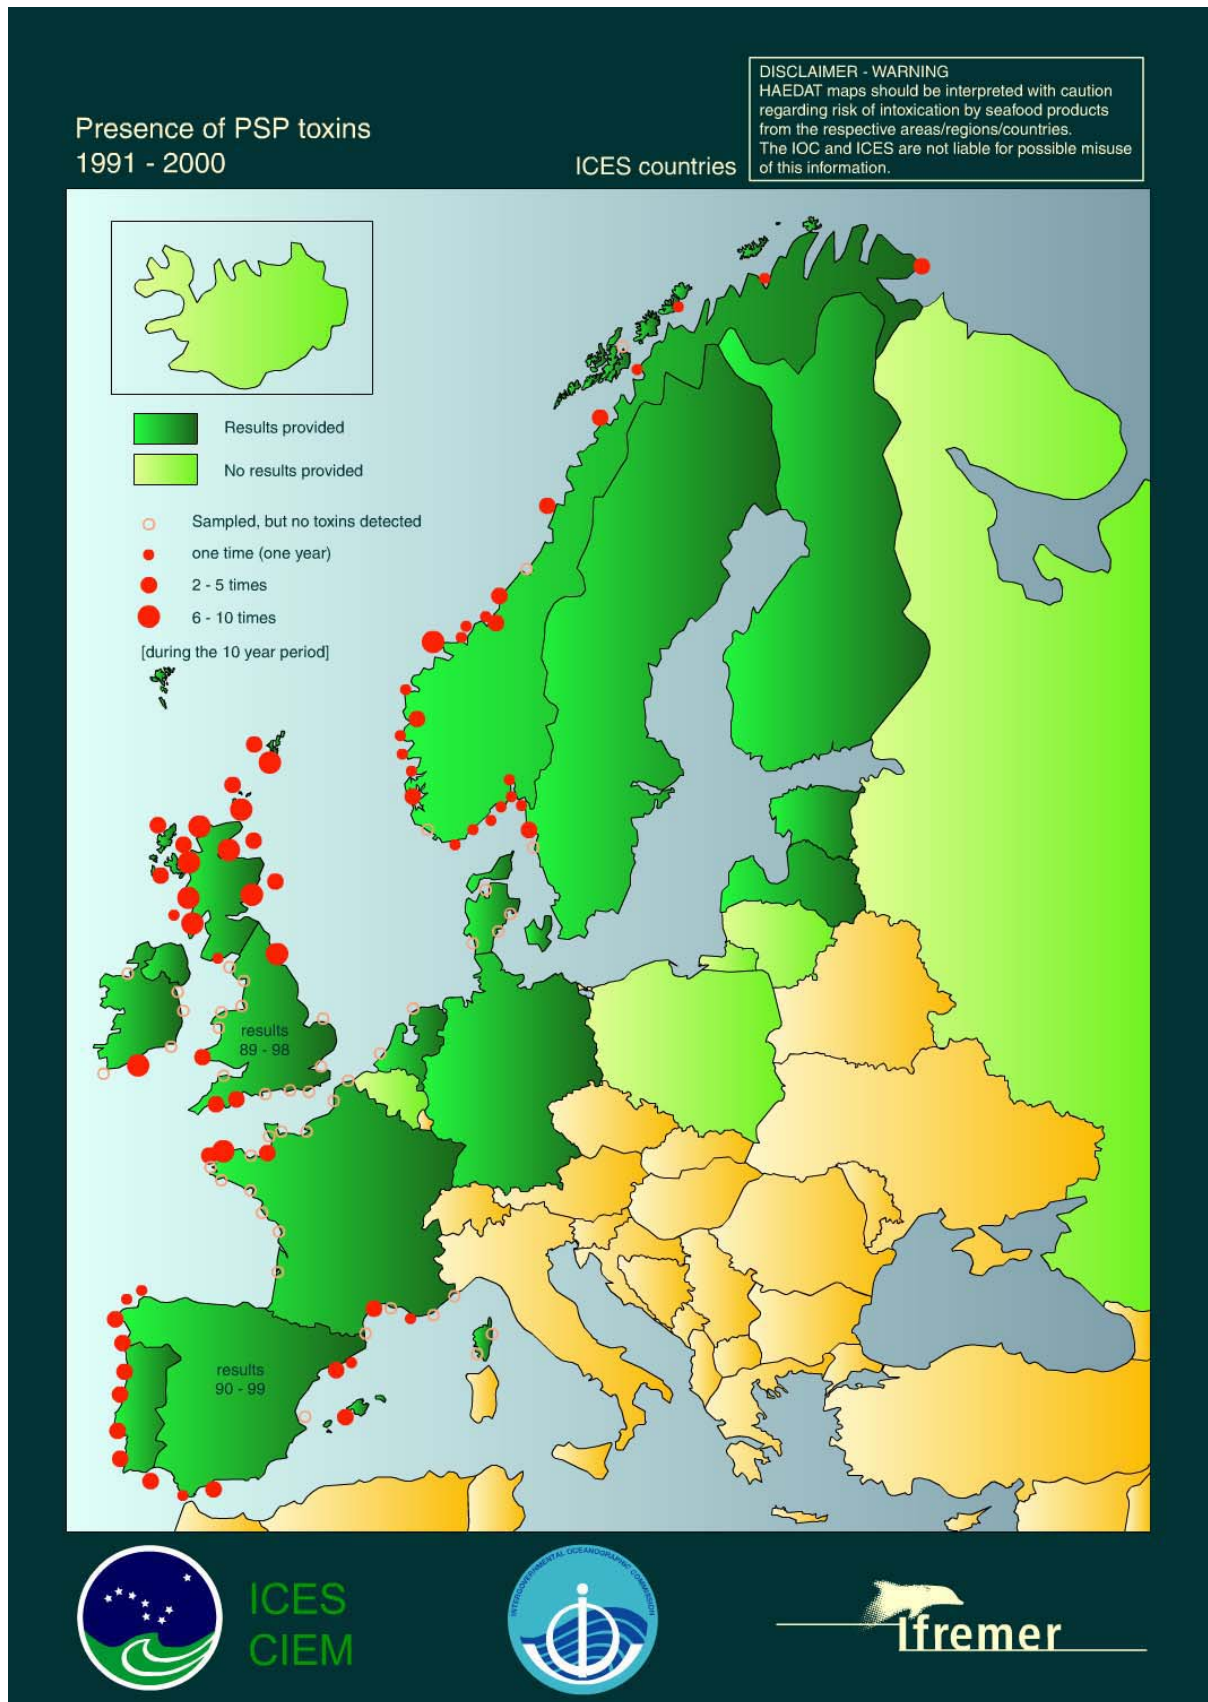 DISCLAIMER - WARNING
HAEDAT maps should be interpreted with caution
regarding risk of intoxication by seafood products
from the respective areas/regions/countries.
The IOC and ICES are not liable for possible misuse
of this information.
Presence of PSP toxins
1991 - 2000
ICES countries
Results provided
No results provided
Sampled, but no toxins detected
one time (one year)
2 - 5 times
6 - 10 times
[during the 10 year period]
results
89 - 98
results
90 - 99
ICES
CIEM
INTERGOVERNMENTAL OCEANOGRAPHIC COMMISSION
Ifremer